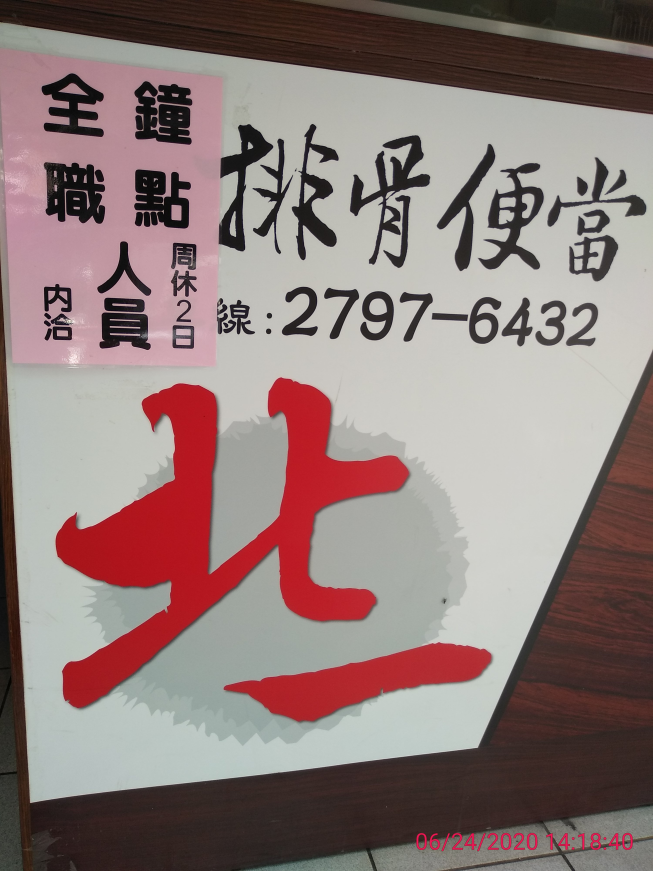 鐘點
全職
人員
周休2日
內洽
排骨便當
線:2797-6432
北一
06/24/2020 14:18:40